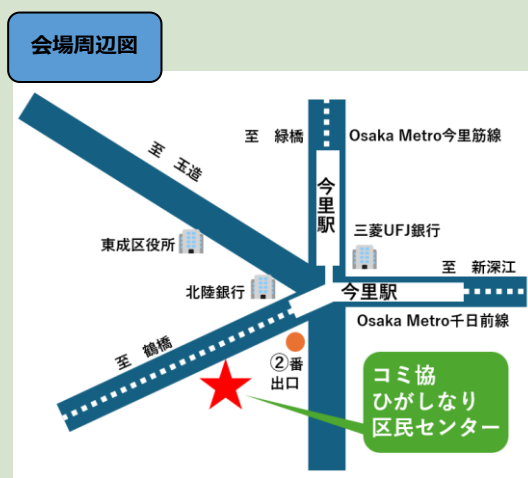 会場周辺図
至 緑橋
Osaka Metro今里筋線
至 玉造
今里駅
三菱UFJ銀行
東成区役所
至 新深江
北陸銀行
今里駅
Osaka Metro千日前線
至 鶴橋
②番
出口
コミ協
ひがしなり
区民センター